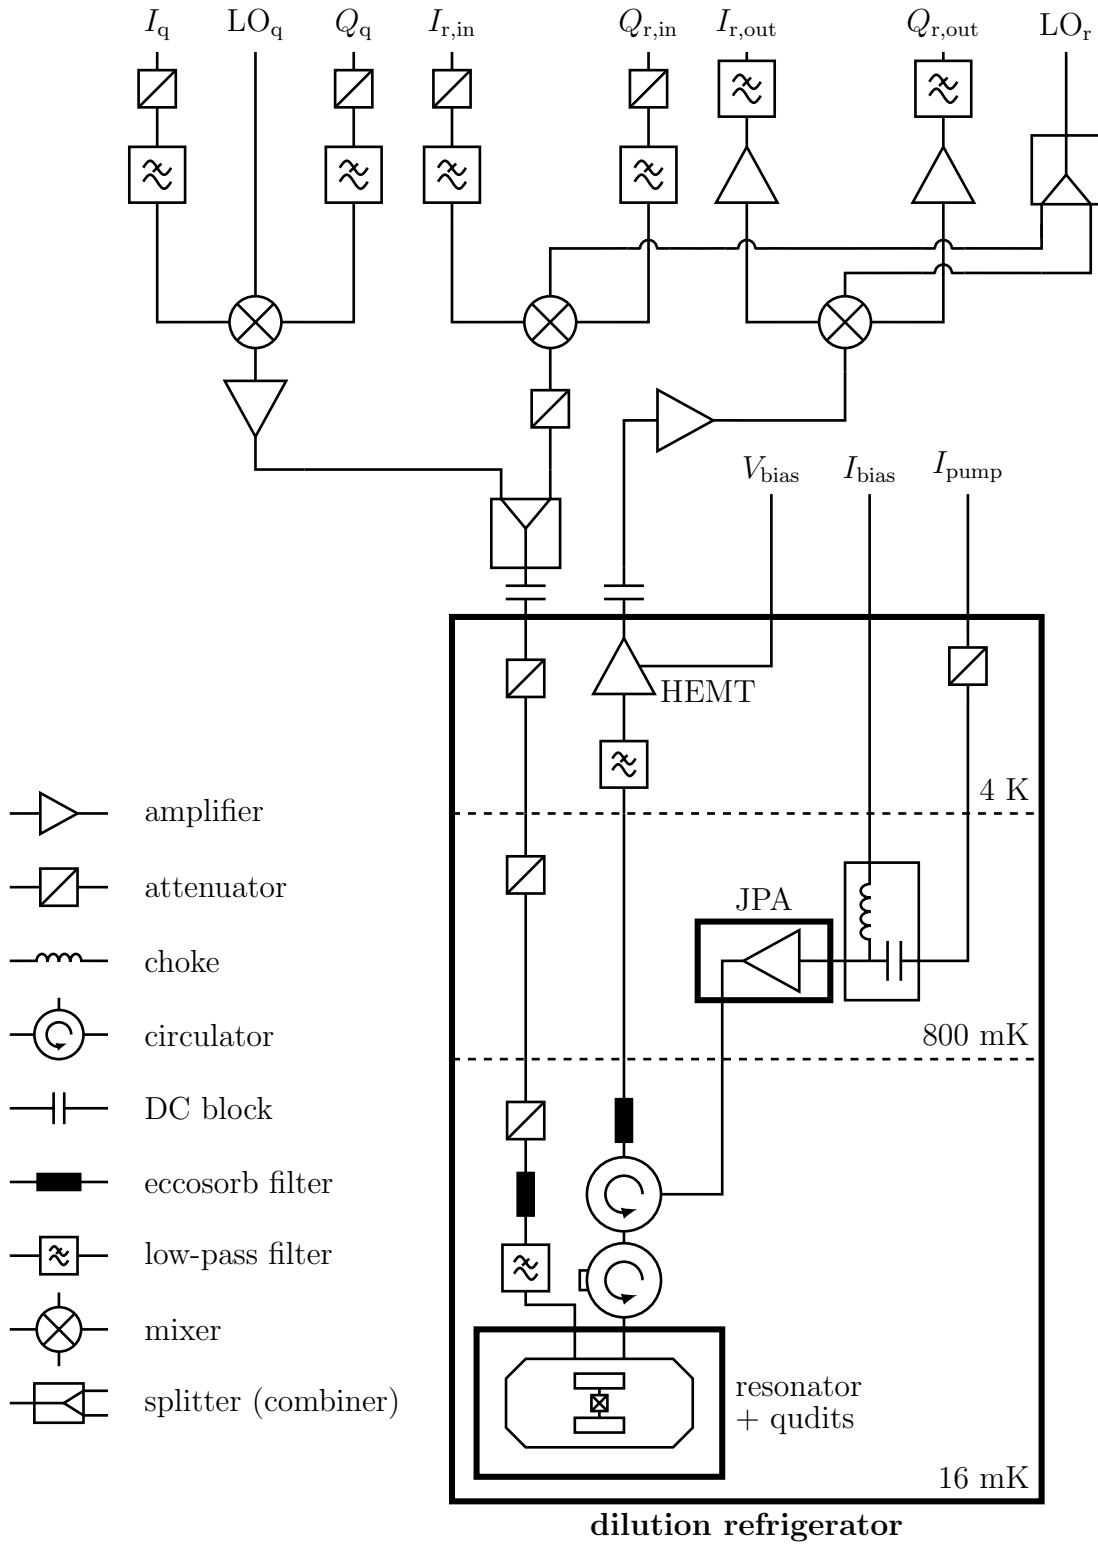 I_q LO_q Q_q I_r,in Q_r,in I_r,out Q_r,out LO_r
V_bias I_bias I_pump
HEMT
4 K
JPA
800 mK
amplifier
attenuator
choke
circulator
DC block
eccosorb filter
low-pass filter
mixer
splitter (combiner)
resonator
+ qudits
16 mK
dilution refrigerator